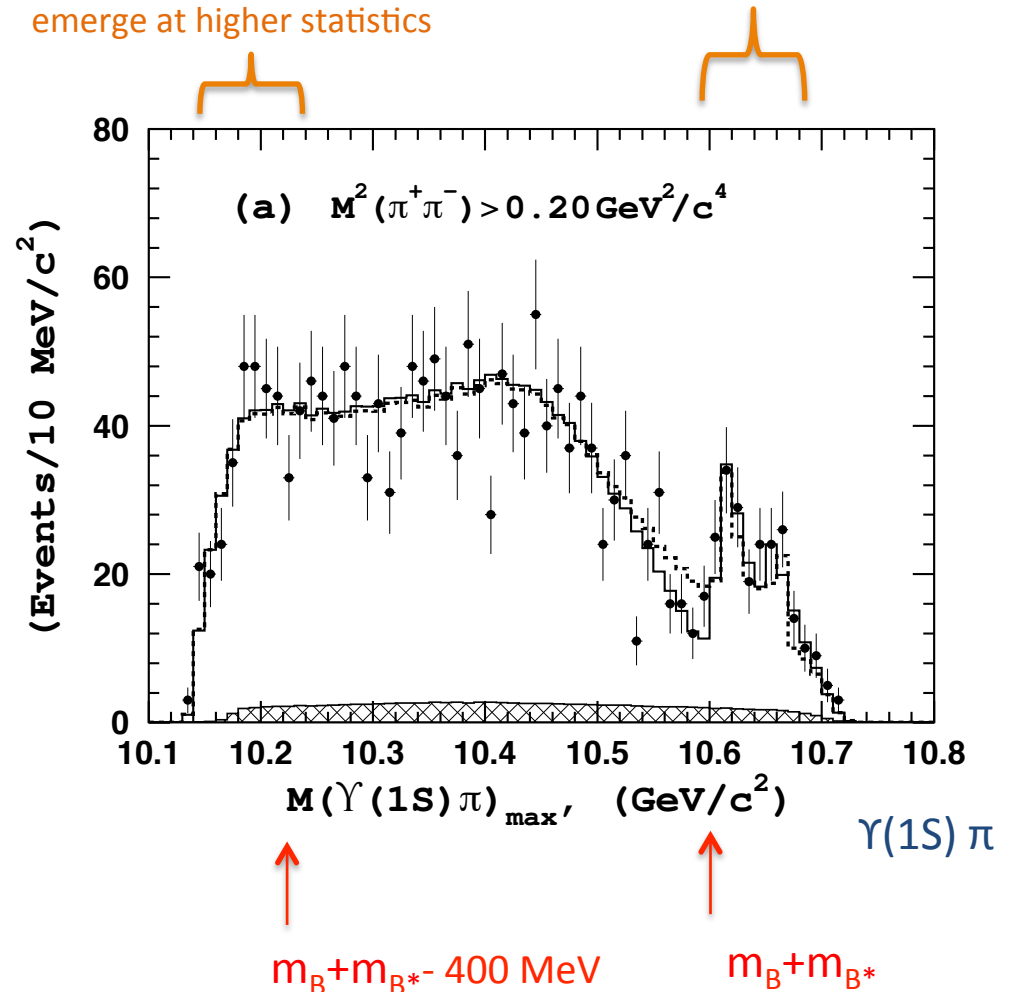 emerge at higher statistics
(a) M²(π⁺π⁻)>0.20GeV²/c⁴
(Events/10 MeV/c²)
80
60
40
20
0
10.1 10.2 10.3 10.4 10.5 10.6 10.7 10.8
M(ϒ(1S)π)max, (GeV/c²)
ϒ(1S) π
mB+mB*- 400 MeV
mB+mB*